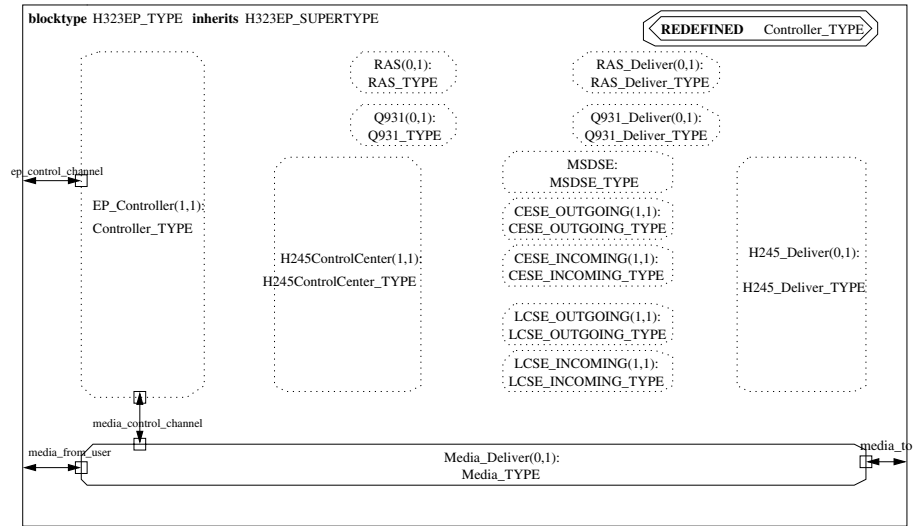 blocktype H323EP_TYPE inherits H323EP_SUPERTYPE
REDEFINED Controller_TYPE
RAS(0,1):
RAS_TYPE
RAS_Deliver(0,1):
RAS_Deliver_TYPE
Q931(0,1):
Q931_TYPE
Q931_Deliver(0,1):
Q931_Deliver_TYPE
ep_control_channel
EP_Controller(1,1):
Controller_TYPE
H245ControlCenter(1,1):
H245ControlCenter_TYPE
MSDSE:
MSDSE_TYPE
CESE_OUTGOING(1,1):
CESE_OUTGOING_TYPE
CESE_INCOMING(1,1):
CESE_INCOMING_TYPE
LCSE_OUTGOING(1,1):
LCSE_OUTGOING_TYPE
LCSE_INCOMING(1,1):
LCSE_INCOMING_TYPE
H245_Deliver(0,1):
H245_Deliver_TYPE
media_control_channel
media_from_user
Media_Deliver(0,1):
Media_TYPE
media_to